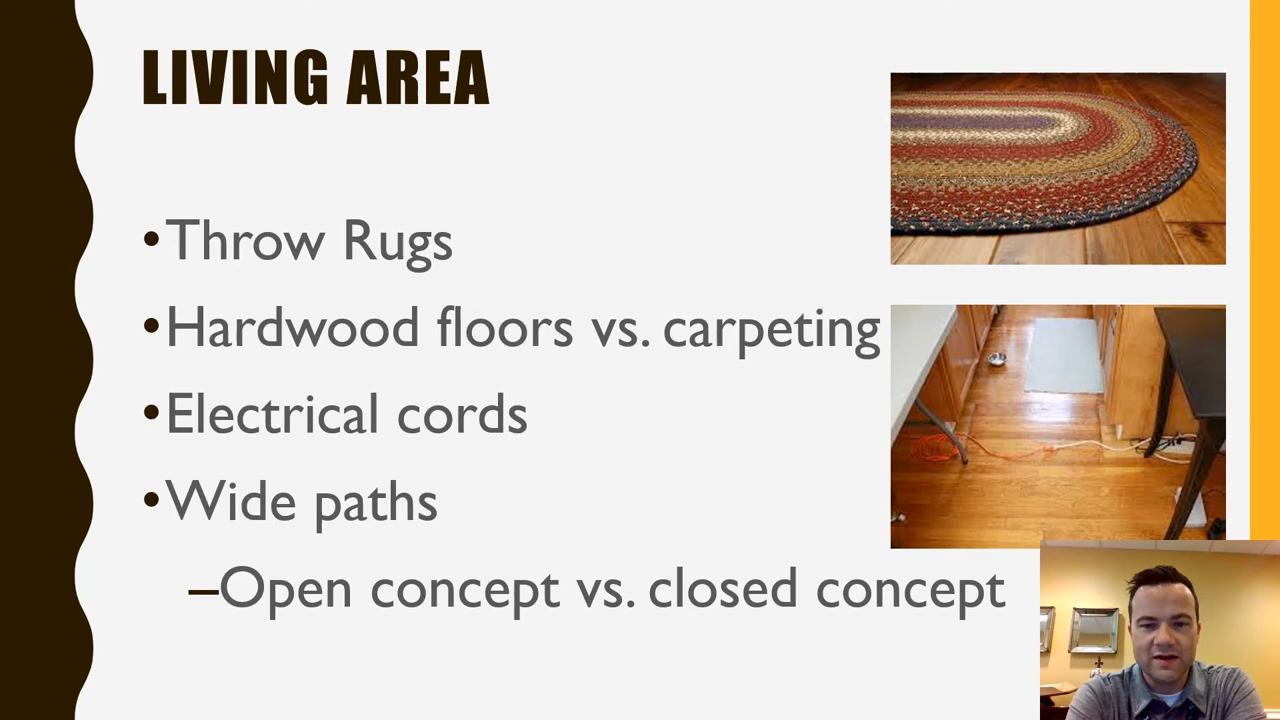 LIVING AREA
•Throw Rugs
•Hardwood floors vs. carpeting
•Electrical cords
•Wide paths
–Open concept vs. closed concept